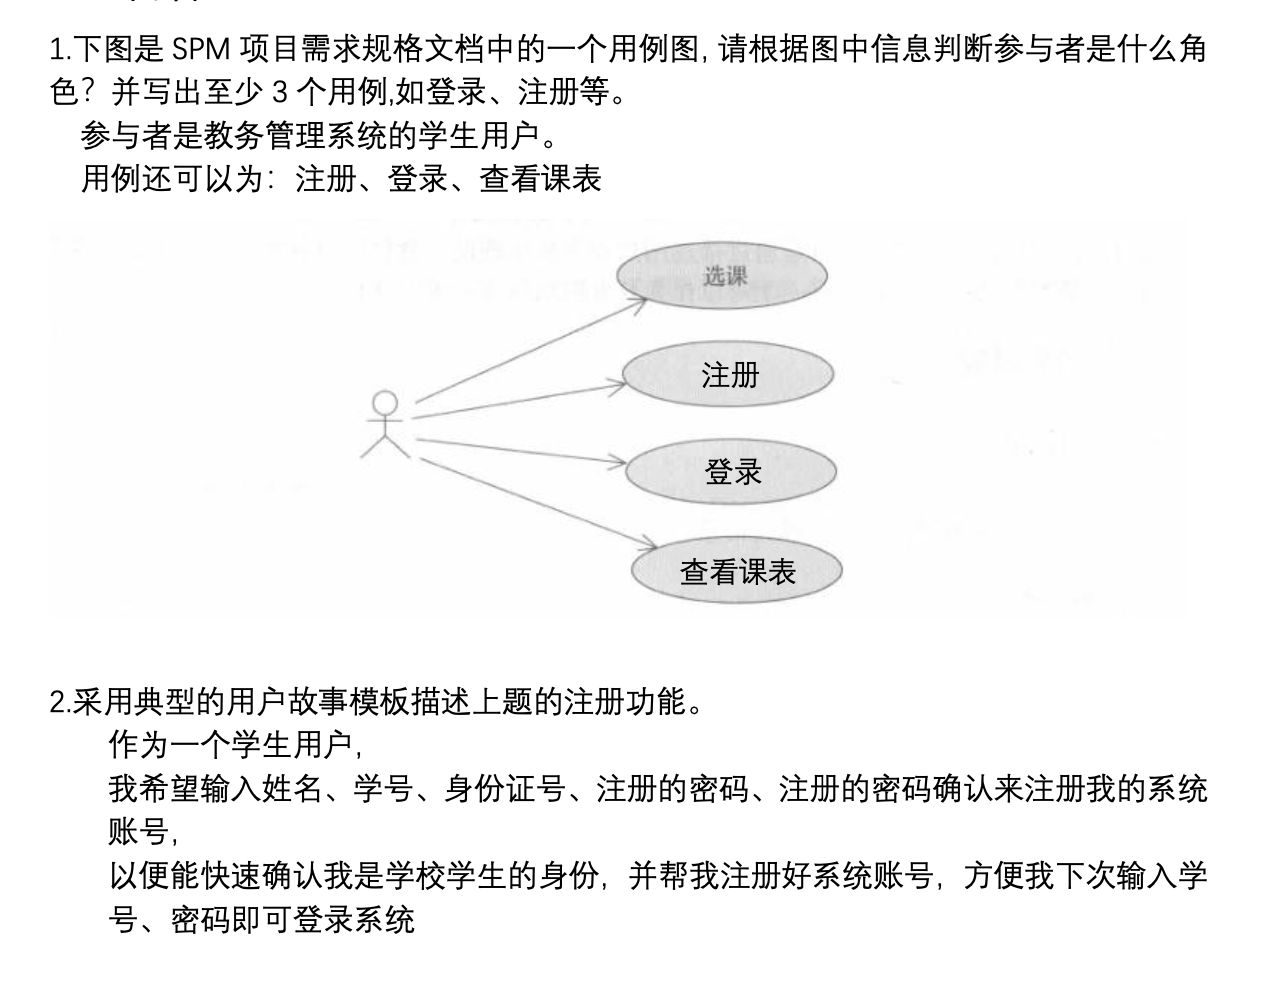 1.下图是 SPM 项目需求规格文档中的一个用例图, 请根据图中信息判断参与者是什么角
色？并写出至少 3 个用例,如登录、注册等。
参与者是教务管理系统的学生用户。
用例还可以为：注册、登录、查看课表
选课
注册
登录
查看课表
2.采用典型的用户故事模板描述上题的注册功能。
作为一个学生用户，
我希望输入姓名、学号、身份证号、注册的密码、注册的密码确认来注册我的系统
账号，
以便能快速确认我是学校学生的身份，并帮我注册好系统账号，方便我下次输入学
号、密码即可登录系统